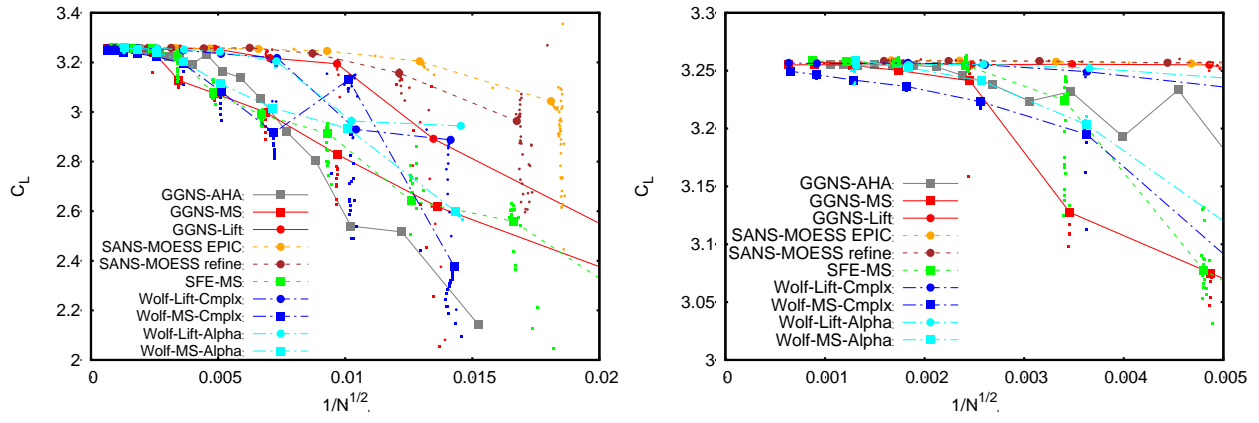 3.4
3.2
3
2.8
2.6
2.4
2.2
2
C_L
GGNS-AHA
GGNS-MS
GGNS-Lift
SANS-MOESS EPIC
SANS-MOESS refine
SFE-MS
Wolf-Lift-Cmplx
Wolf-MS-Cmplx
Wolf-Lift-Alpha
Wolf-MS-Alpha
0 0.005 0.01 0.015 0.02
1/N^{1/2}
3.3
3.25
3.2
3.15
3.1
3.05
3
C_L
GGNS-AHA
GGNS-MS
GGNS-Lift
SANS-MOESS EPIC
SANS-MOESS refine
SFE-MS
Wolf-Lift-Cmplx
Wolf-MS-Cmplx
Wolf-Lift-Alpha
Wolf-MS-Alpha
0 0.001 0.002 0.003 0.004 0.005
1/N^{1/2}